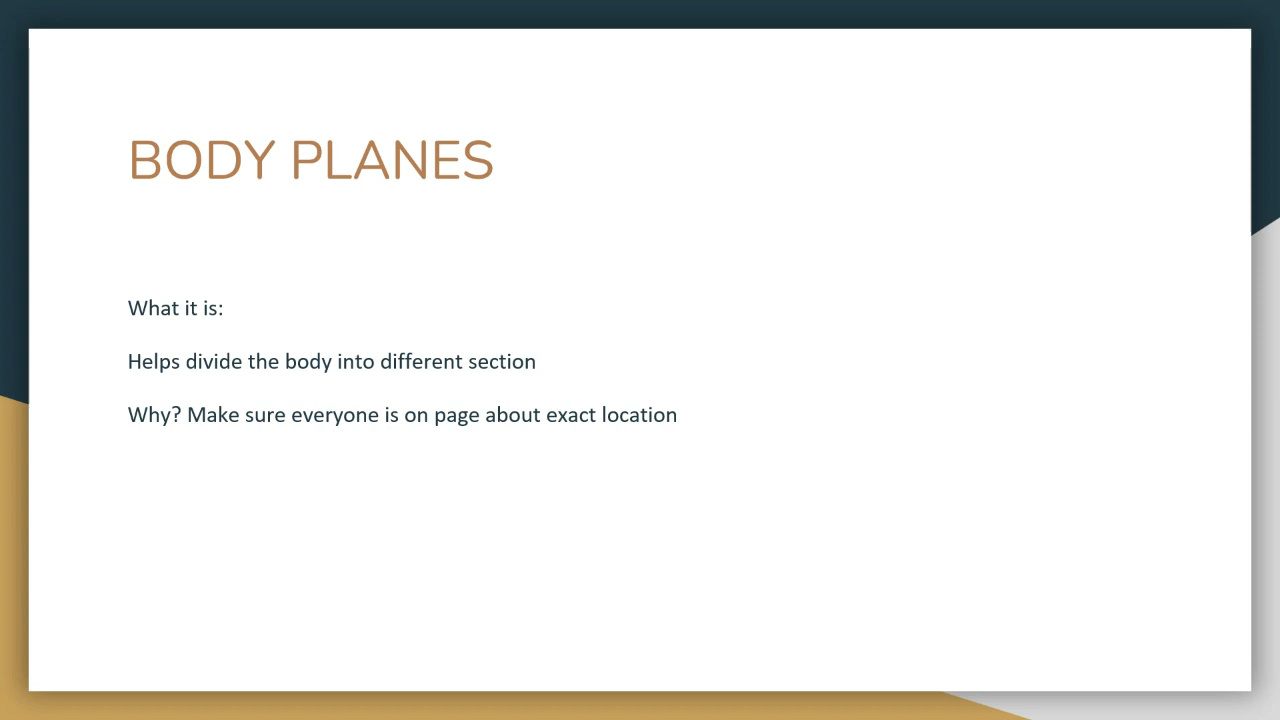 BODY PLANES
What it is:
Helps divide the body into different section
Why? Make sure everyone is on page about exact location